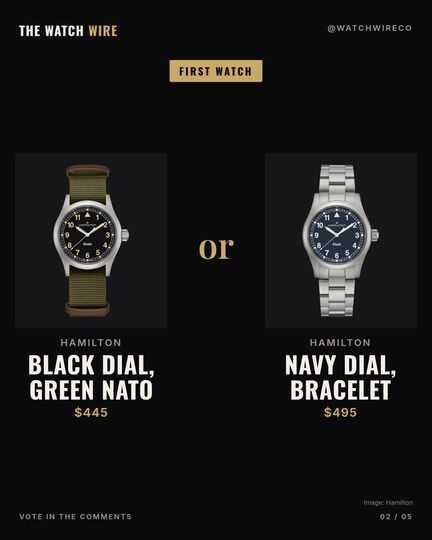 THE WATCH WIRE
@WATCHWIRECO
FIRST WATCH
or
HAMILTON
BLACK DIAL,
GREEN NATO
$445
HAMILTON
NAVY DIAL,
BRACELET
$495
Image: Hamilton
VOTE IN THE COMMENTS
02 / 05